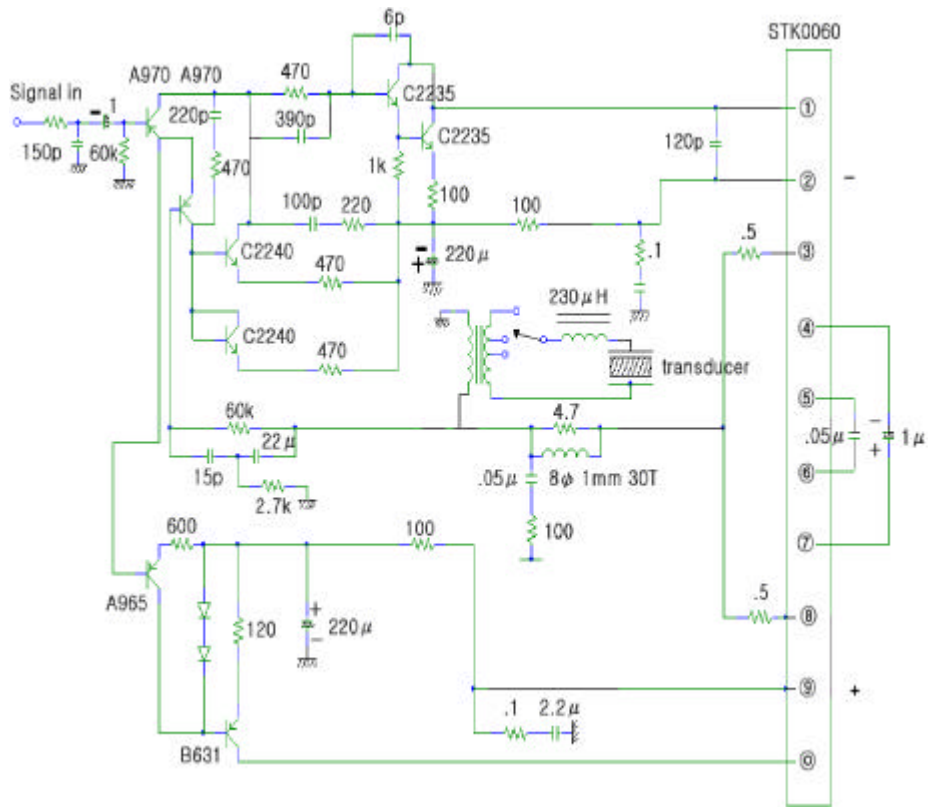 6p
STK0060
A970 A970
470
Signal in
- 1
C2235
①
220p
390p
C2235
120p
150p
60k
470
1k
100
②
-
100p
220
100
.5
③
C2240
-
+
220μ
.1
470
230μH
④
C2240
470
transducer
⑤
60k
4.7
.05μ
-
+
1μ
22μ
15p
.05μ
8φ 1mm 30T
⑥
2.7k
600
100
100
⑦
A965
+
.5
120
-
220μ
⑧
⑨
+
.1
2.2μ
B631
⓪